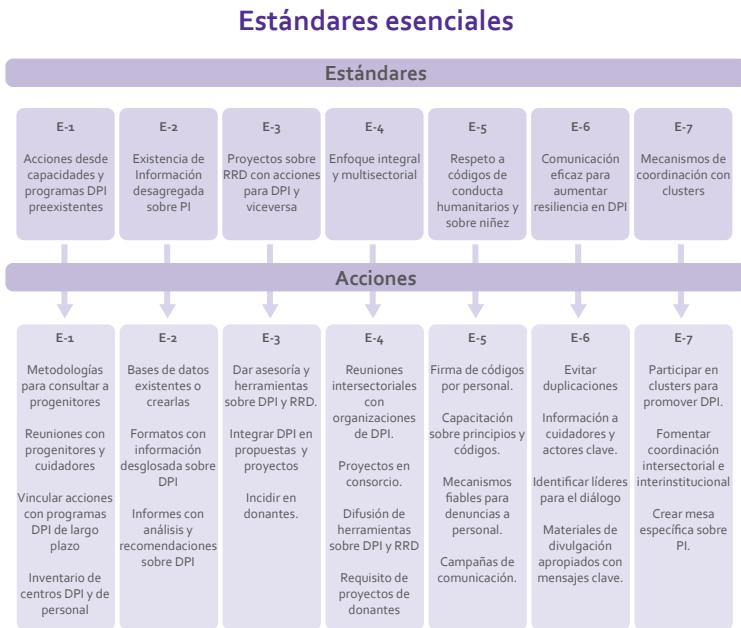 Estándares esenciales
Estándares
E-1
Acciones desde
capacidades y
programas DPI
preexistentes
E-2
Existencia de
Información
desagregada
sobre PI
E-3
Proyectos sobre
RRD con acciones
para DPI y
viceversa
E-4
Enfoque integral
y multisectorial
E-5
Respeto a
códigos de
conducta
humanitarios y
sobre niñez
E-6
Comunicación
eficaz para
aumentar
resiliencia en DPI
E-7
Mecanismos de
coordinación con
clusters
Acciones
E-1
Metodologías
para consultar a
progenitores
Reuniones con
progenitores y
cuidadores
Vincular acciones
con programas
DPI de largo
plazo
Inventario de
centros DPI y de
personal
E-2
Bases de datos
existentes o
crearlas
Formatos con
información
desglosada sobre
DPI
Informes con
análisis y
recomendaciones
sobre DPI
E-3
Dar asesoría y
herramientas
sobre DPI y RRD.
Integrar DPI en
propuestas y
proyectos
Incidir en
donantes.
E-4
Reuniones
intersectoriales
con
organizaciones
de DPI.
Proyectos en
consorcio.
Difusión de
herramientas
sobre DPI y RRD
Requisito de
proyectos de
donantes
E-5
Firma de códigos
por personal.
Capacitación
sobre principios y
códigos.
Mecanismos
fiables para
denuncias a
personal.
Campañas de
comunicación.
E-6
Evitar
duplicaciones
Información a
cuidadores y
actores clave.
Identificar líderes
para el diálogo
Materiales de
divulgación
apropiados con
mensajes clave.
E-7
Participar en
clusters para
promover DPI.
Fomentar
coordinación
intersectorial e
interinstitucional
Crear mesa
específica sobre
PI.